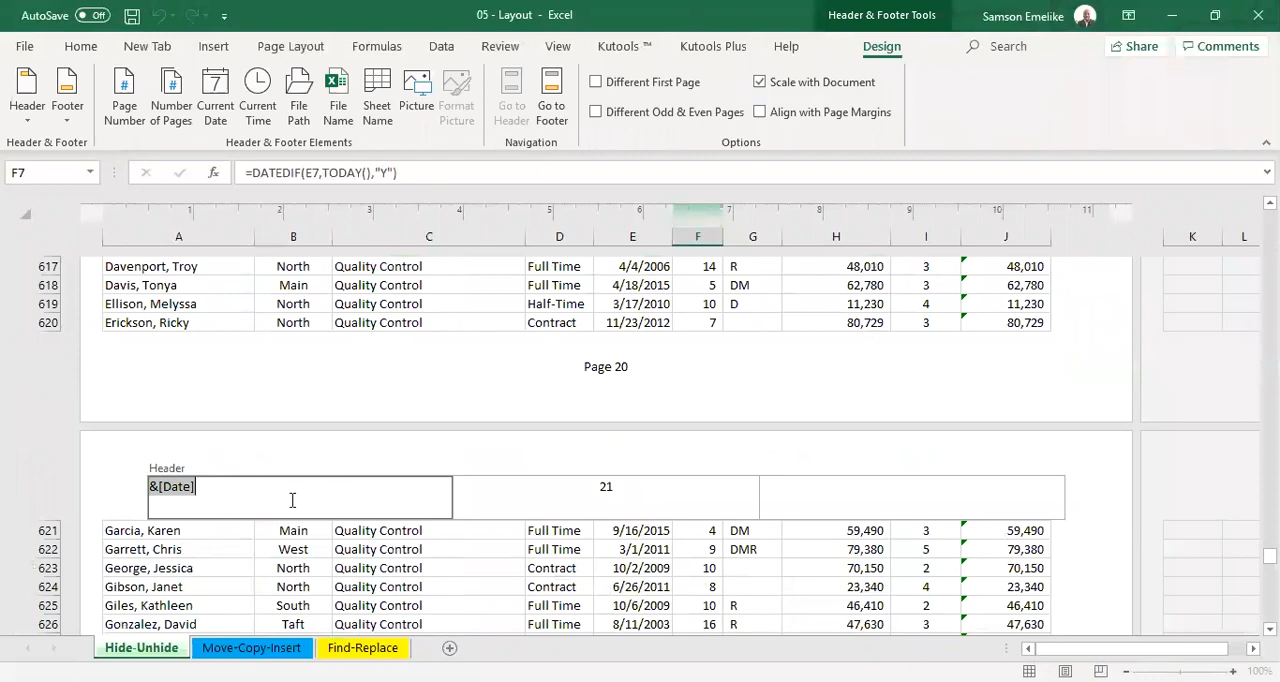 AutoSave Off 05 - Layout - Excel Header & Footer Tools Samson Emelike
File Home New Tab Insert Page Layout Formulas Data Review View Kutools ™ Kutools Plus Help Design Search Share Comments
Header Footer Page Number Number of Pages Current Date Current Time File Path File Name Sheet Name Picture Format Picture Go to Header Go to Footer
Different First Page Scale with Document
Different Odd & Even Pages Align with Page Margins
Header & Footer Header & Footer Elements Navigation Options
F7 fx =DATEDIF(E7,TODAY(),"Y")
1 2 3 4 5 6 7 8 9 10 11
A B C D E F G H I J K L
617 Davenport, Troy North Quality Control Full Time 4/4/2006 14 R 48,010 3 48,010
618 Davis, Tonya Main Quality Control Full Time 4/18/2015 5 DM 62,780 3 62,780
619 Ellison, Melyssa North Quality Control Half-Time 3/17/2010 10 D 11,230 4 11,230
620 Erickson, Ricky North Quality Control Contract 11/23/2012 7 80,729 3 80,729
Page 20
Header
&[Date] 21
621 Garcia, Karen Main Quality Control Full Time 9/16/2015 4 DM 59,490 3 59,490
622 Garrett, Chris West Quality Control Full Time 3/1/2011 9 DMR 79,380 5 79,380
623 George, Jessica North Quality Control Contract 10/2/2009 10 70,150 2 70,150
624 Gibson, Janet North Quality Control Contract 6/26/2011 8 23,340 4 23,340
625 Giles, Kathleen South Quality Control Full Time 10/6/2009 10 R 46,410 2 46,410
626 Gonzalez, David Taft Quality Control Full Time 8/11/2003 16 R 47,630 3 47,630
Hide-Unhide Move-Copy-Insert Find-Replace
100%